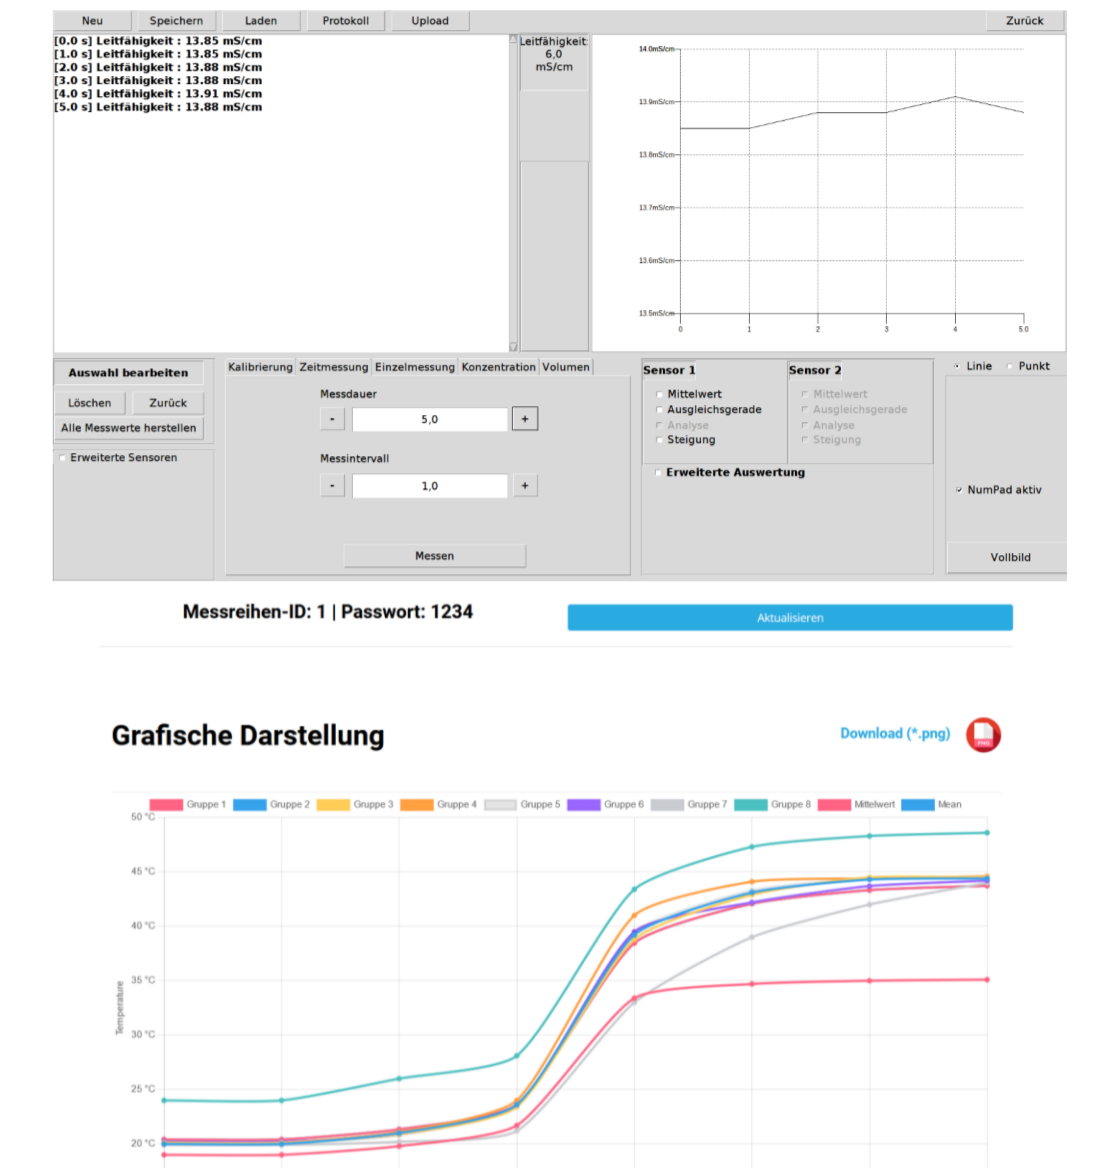 Neu Speichern Laden Protokoll Upload Zurück
[0.0 s] Leitfähigkeit : 13.85 mS/cm
[1.0 s] Leitfähigkeit : 13.85 mS/cm
[2.0 s] Leitfähigkeit : 13.88 mS/cm
[3.0 s] Leitfähigkeit : 13.88 mS/cm
[4.0 s] Leitfähigkeit : 13.91 mS/cm
[5.0 s] Leitfähigkeit : 13.88 mS/cm
Leitfähigkeit
6,0
mS/cm
14.0mS/cm
13.9mS/cm
13.8mS/cm
13.7mS/cm
13.6mS/cm
13.5mS/cm
0 1 2 3 4 5.0
Auswahl bearbeiten
Löschen Zurück
Alle Messwerte herstellen
Erweiterte Sensoren
Kalibrierung Zeitmessung Einzelmessung Konzentration Volumen
Messdauer
- 5,0 +
Messintervall
- 1,0 +
Messen
Sensor 1
Mittelwert
Ausgleichsgerade
Analyse
Steigung
Sensor 2
Mittelwert
Ausgleichsgerade
Analyse
Steigung
Erweiterte Auswertung
Linie Punkt
NumPad aktiv
Vollbild
Messreihen-ID: 1 | Passwort: 1234
Aktualisieren
Grafische Darstellung
Download (*.png)
PNG
Gruppe 1 Gruppe 2 Gruppe 3 Gruppe 4 Gruppe 5 Gruppe 6 Gruppe 7 Gruppe 8 Mittelwert Mean
50 °C
45 °C
40 °C
35 °C
30 °C
25 °C
20 °C
Temperature